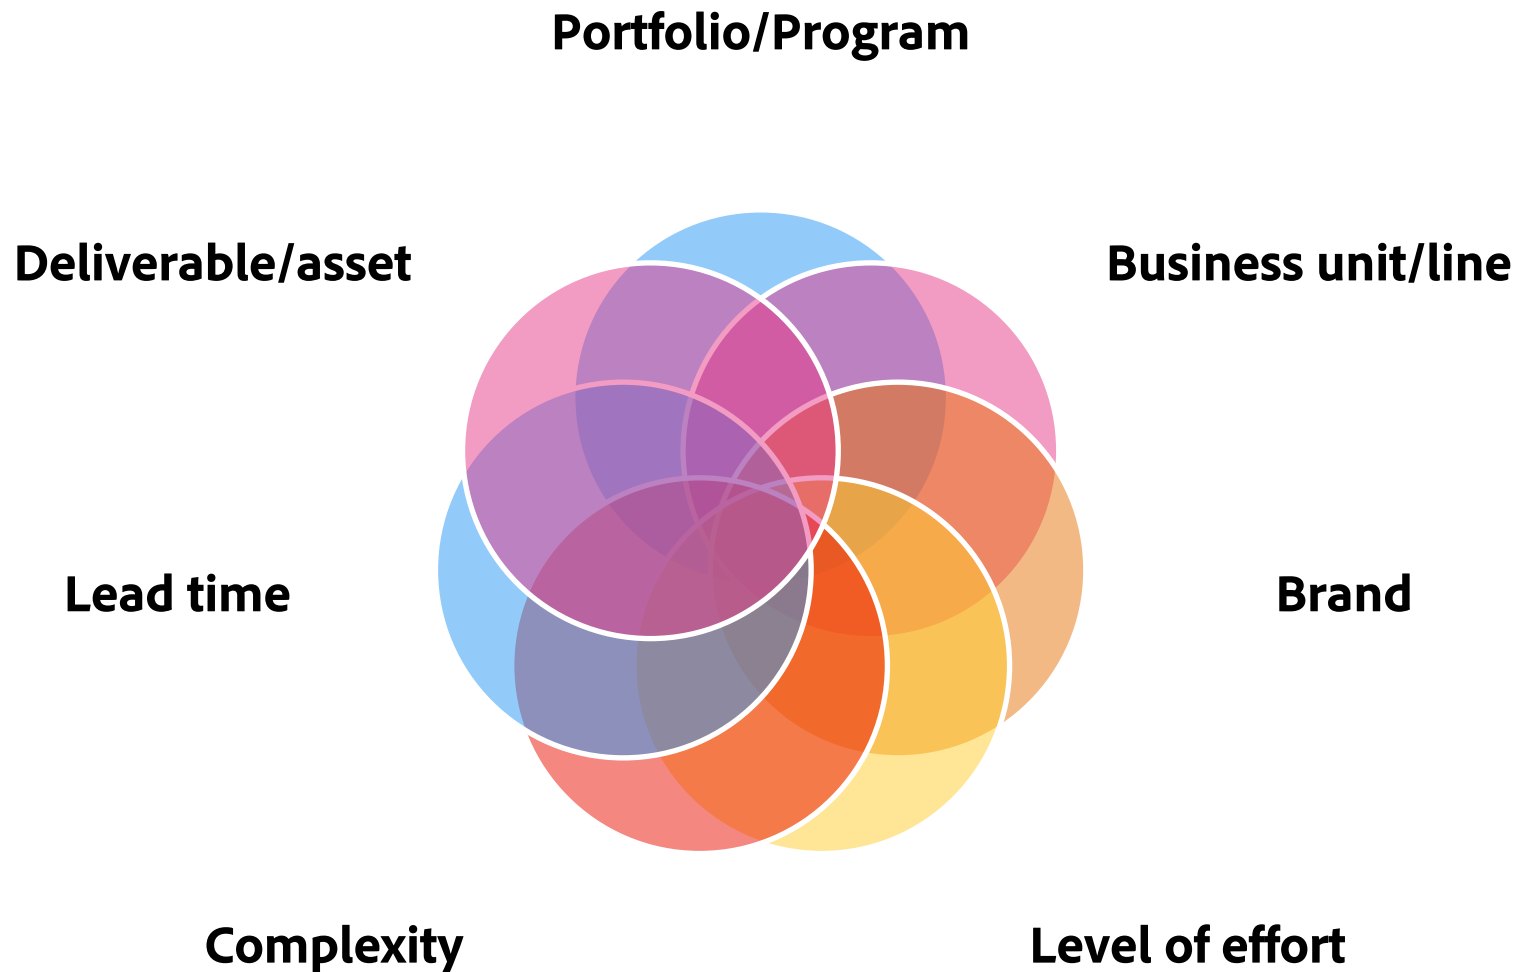 Portfolio/Program
Deliverable/asset
Business unit/line
Lead time
Brand
Complexity
Level of effort